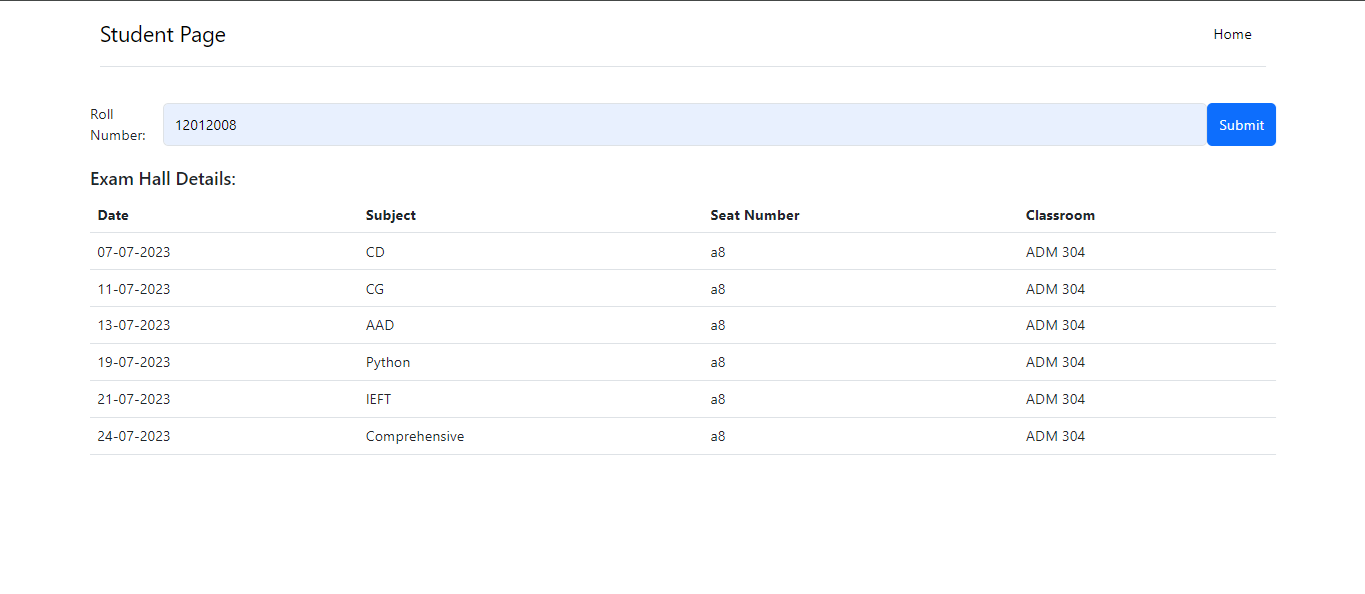 Student Page
Home
Roll
Number:
12012008
Submit
Exam Hall Details:
Date Subject Seat Number Classroom
07-07-2023 CD a8 ADM 304
11-07-2023 CG a8 ADM 304
13-07-2023 AAD a8 ADM 304
19-07-2023 Python a8 ADM 304
21-07-2023 IEFT a8 ADM 304
24-07-2023 Comprehensive a8 ADM 304